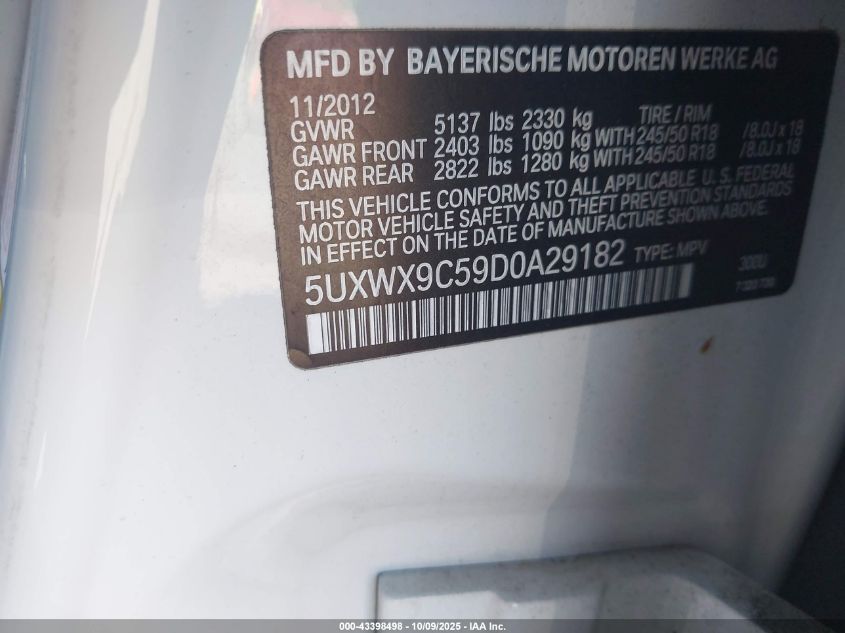 MFD BY BAYERISCHE MOTOREN WERKE AG
11/2012 TIRE / RIM
GVWR 5137 lbs 2330 kg
GAWR FRONT 2403 lbs 1090 kg WITH 245/50 R18 /8.0J x 18
GAWR REAR 2822 lbs 1280 kg WITH 245/50 R18 /8.0J x 18
THIS VEHICLE CONFORMS TO ALL APPLICABLE U. S. FEDERAL
MOTOR VEHICLE SAFETY AND THEFT PREVENTION STANDARDS
IN EFFECT ON THE DATE OF MANUFACTURE SHOWN ABOVE.
5UXWX9C59D0A29182 TYPE: MPV
300U
000-43398498 - 10/09/2025 - IAA Inc.